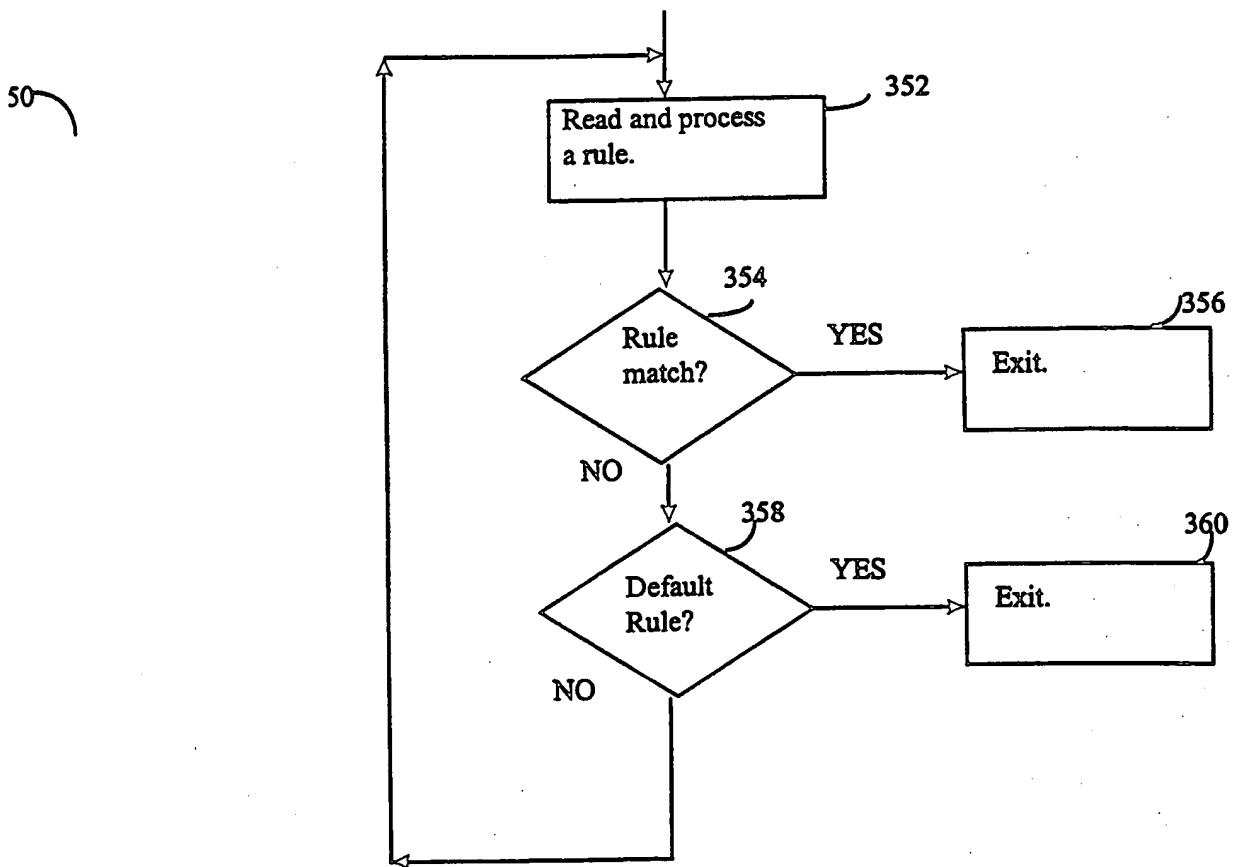 50
352
Read and process
a rule.
354
Rule
match?
YES
356
Exit.
NO
358
Default
Rule?
YES
360
Exit.
NO